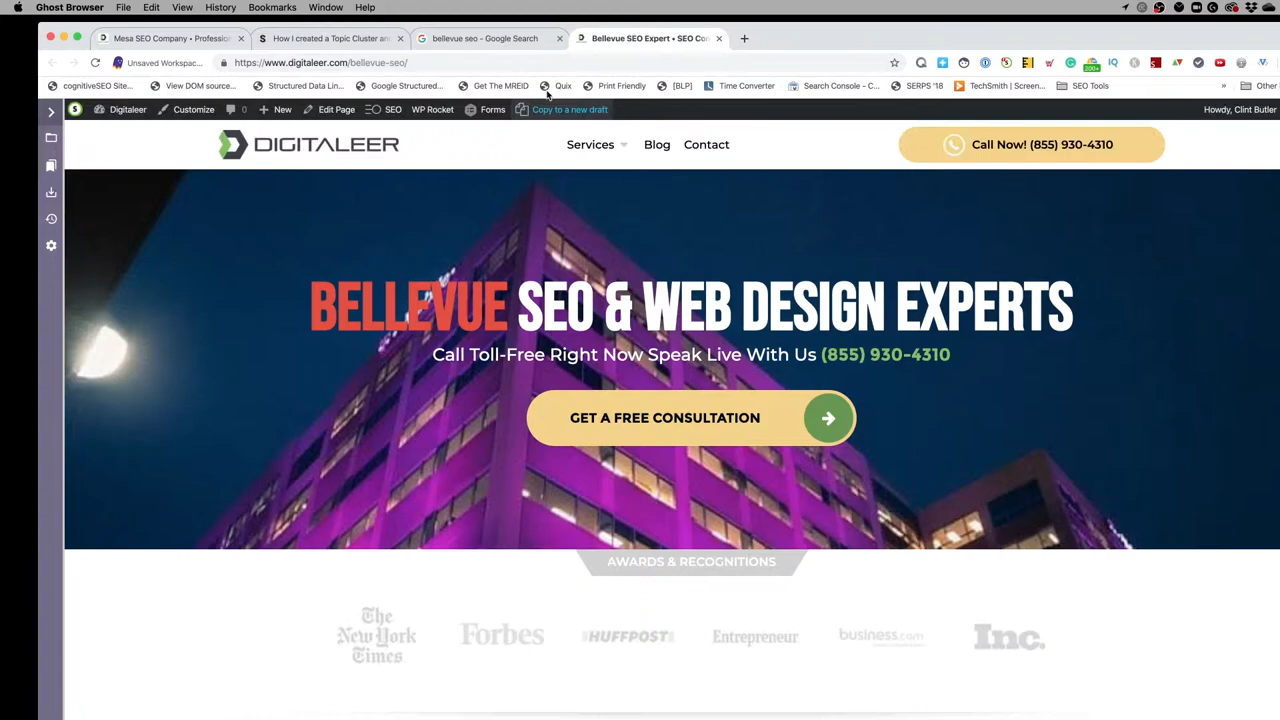 Ghost Browser File Edit View History Bookmarks Window Help
Mesa SEO Company • Profession
How I created a Topic Cluster an
bellevue seo - Google Search
Bellevue SEO Expert • SEO Con
Unsaved Workspac...
https://www.digitaleer.com/bellevue-seo/
200+
cognitiveSEO Site... View DOM source... Structured Data Lin... Google Structured... Get The MREID Quix Print Friendly [BLP] Time Converter Search Console - C... SERPS '18 TechSmith | Screen... SEO Tools » Other
Digitaleer Customize 0 New Edit Page SEO WP Rocket Forms Copy to a new draft Howdy, Clint Butler
DIGITALEER Services Blog Contact Call Now! (855) 930-4310
BELLEVUE SEO & WEB DESIGN EXPERTS
Call Toll-Free Right Now Speak Live With Us (855) 930-4310
GET A FREE CONSULTATION
AWARDS & RECOGNITIONS
The
New York
Times
Forbes
HUFFPOST
Entrepreneur
business.com
Inc.